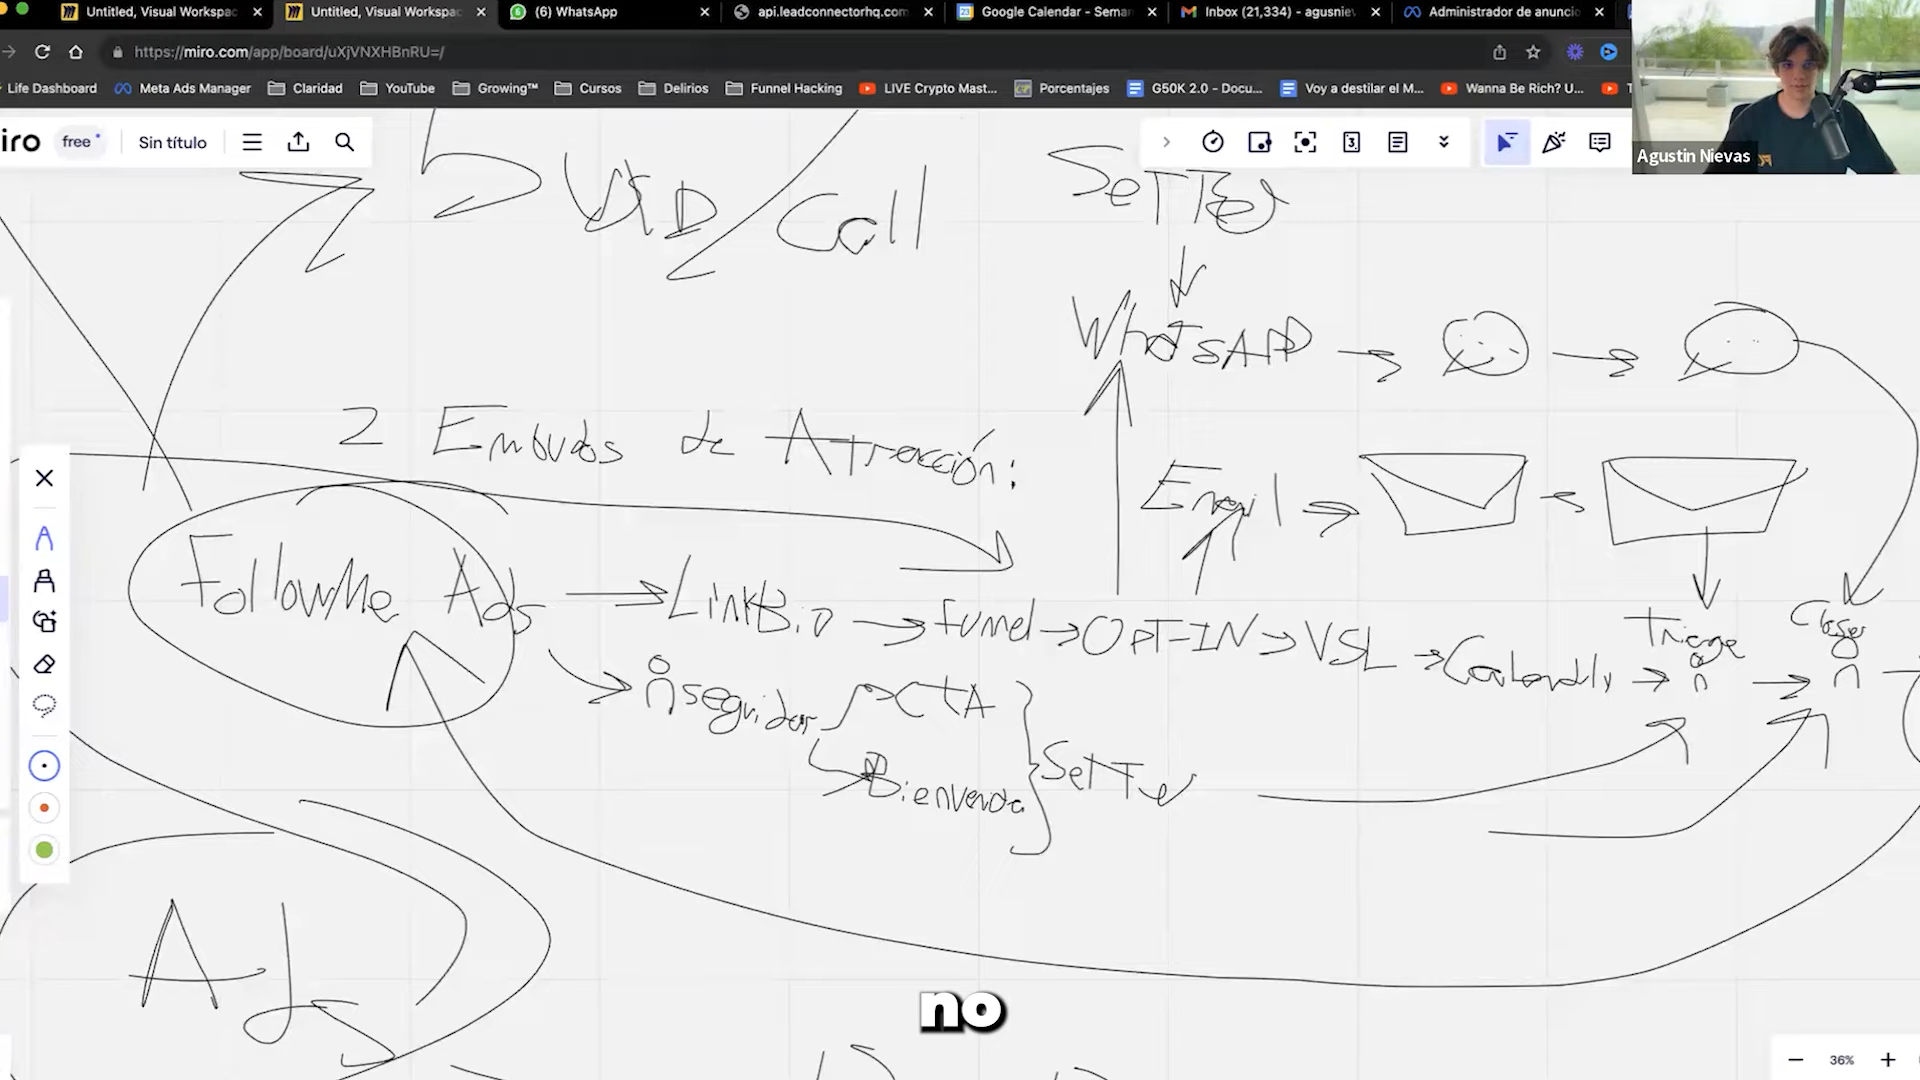 Untitled, Visual Workspac
Untitled, Visual Workspac
(6) WhatsApp
api.leadconnectorhq.com
Google Calendar - Seman
Inbox (21,334) - agusniev
Administrador de anuncio
https://miro.com/app/board/uXjVNXHBnRU=/
Life Dashboard
Meta Ads Manager
Claridad
YouTube
Growing™
Cursos
Delirios
Funnel Hacking
LIVE Crypto Mast...
Porcentajes
G50K 2.0 - Docu...
Voy a destilar el M...
Wanna Be Rich? U...
iro
free
Sin título
3
Agustin Nievas
VSL/Call
SeTTer
WhatsAPP
2 Embudos de Atracción:
Email
FollowMe Ads
LinkBio
Funnel
OPT-IN
VSL
Calendly
Triage
Closer
seguidor
CTA
Bienvenida
SeTTer
Ads
no
36%